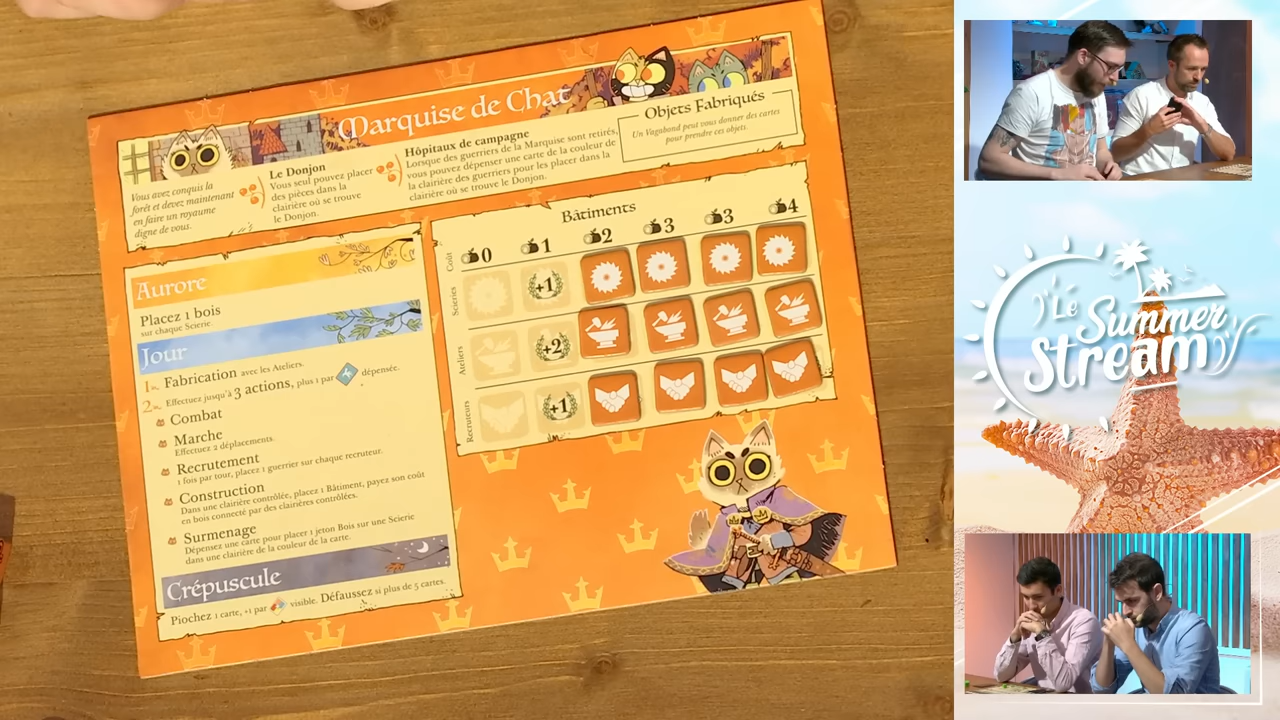 Marquise de Chat
Vous avez conquis la
forêt et devez maintenant
en faire un royaume
digne de vous.
Le Donjon
Vous seul pouvez placer
des pièces dans la
clairière où se trouve
le Donjon.
Hôpitaux de campagne
Lorsque des guerriers de la Marquise sont retirés,
vous pouvez dépenser une carte de la couleur de
la clairière des guerriers pour les placer dans la
clairière où se trouve le Donjon.
Objets Fabriqués
Un Vagabond peut vous donner des cartes
pour prendre ces objets.
Aurore
Placez 1 bois
sur chaque Scierie.
Jour
1 Fabrication avec les Ateliers.
2 Effectuez jusqu'à 3 actions, plus 1 par dépensée.
Combat
Marche
Effectuez 2 déplacements.
Recrutement
1 fois par tour, placez 1 guerrier sur chaque recruteur.
Construction
Dans une clairière contrôlée, placez 1 Bâtiment, payez son coût
en bois connecté par des clairières contrôlées.
Surmenage
Dépensez une carte pour placer 1 jeton Bois sur une Scierie
dans une clairière de la couleur de la carte.
Crépuscule
Piochez 1 carte, +1 par visible. Défaussez si plus de 5 cartes.
Bâtiments
Coût 0 1 2 3 3 4
Scieries +1
Ateliers +2
Recruteurs +1
Le Summer
Stream